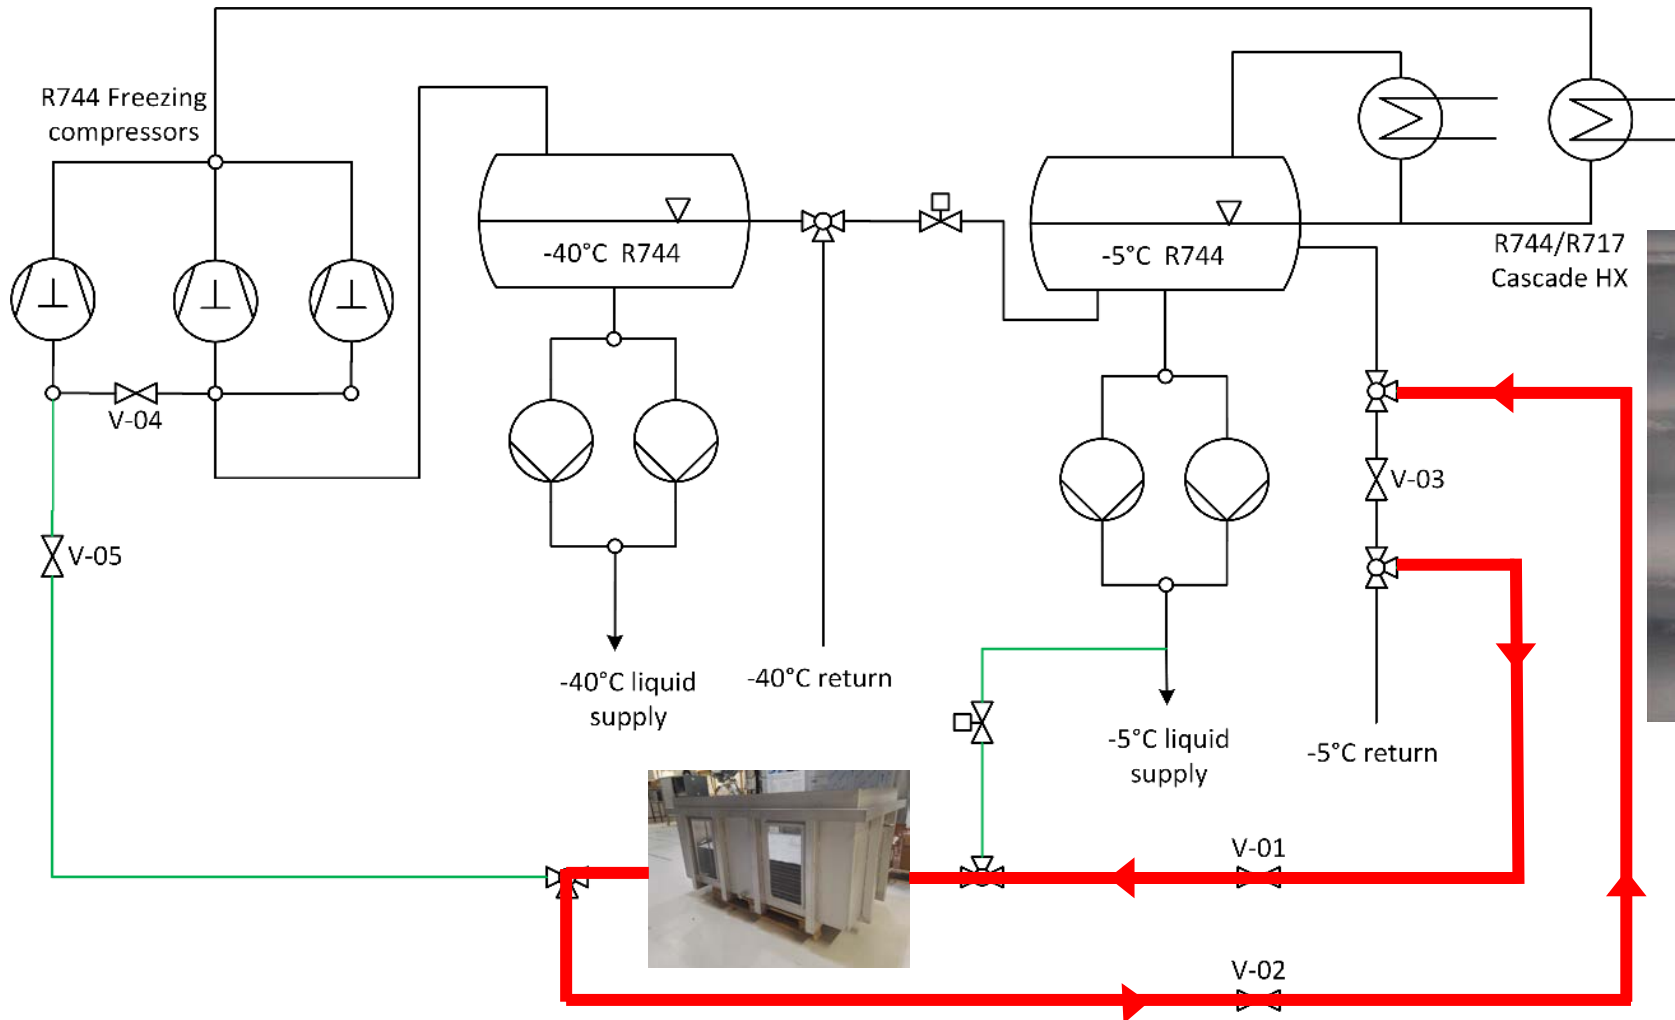 R744 Freezing
compressors
-40°C  R744
-5°C  R744
R744/R717
Cascade HX
V-04
V-03
V-05
-40°C liquid
supply
-40°C return
-5°C liquid
supply
-5°C return
V-01
V-02